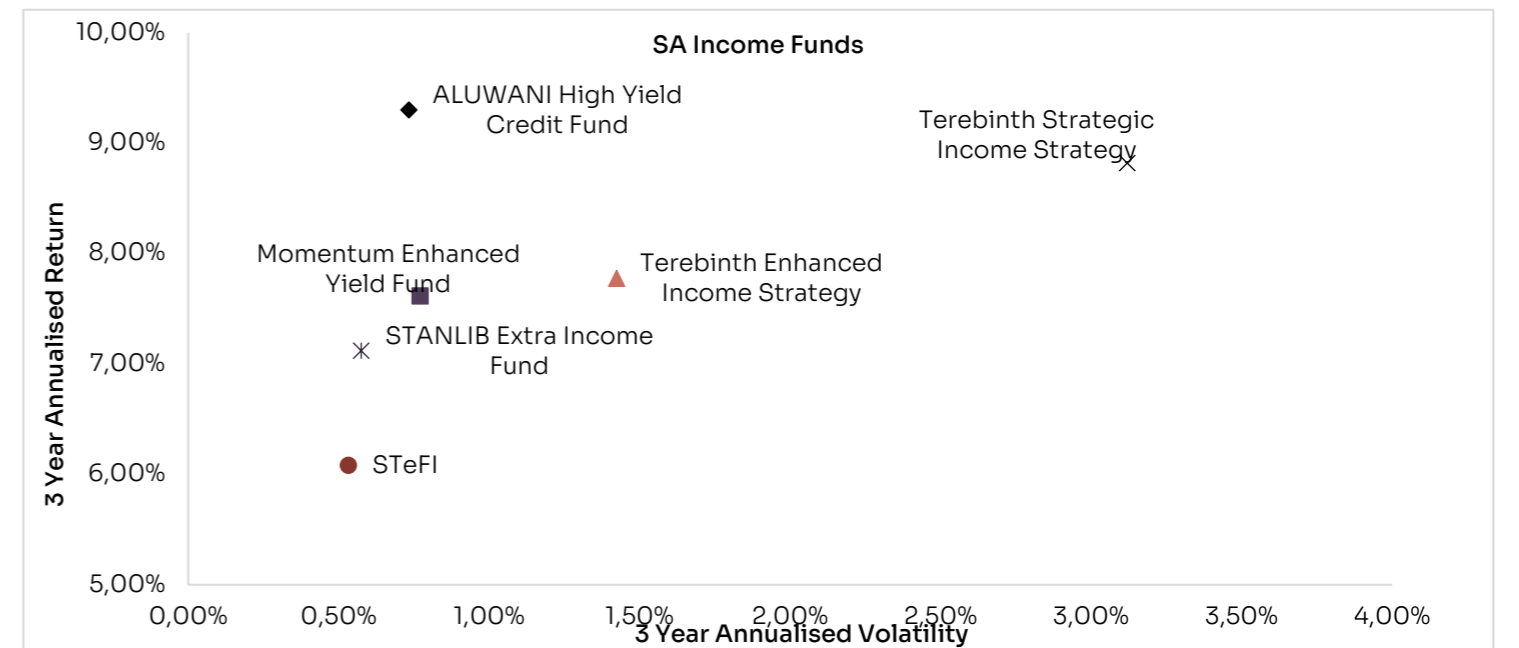 SA Income Funds
10,00%
9,00%
8,00%
7,00%
6,00%
5,00%
3 Year Annualised Return
ALUWANI High Yield
Credit Fund
Terebinth Strategic
Income Strategy
Momentum Enhanced
Yield Fund
Terebinth Enhanced
Income Strategy
STANLIB Extra Income
Fund
STeFI
0,00%
0,50%
1,00%
1,50%
2,00%
2,50%
3,00%
3,50%
4,00%
3 Year Annualised Volatility